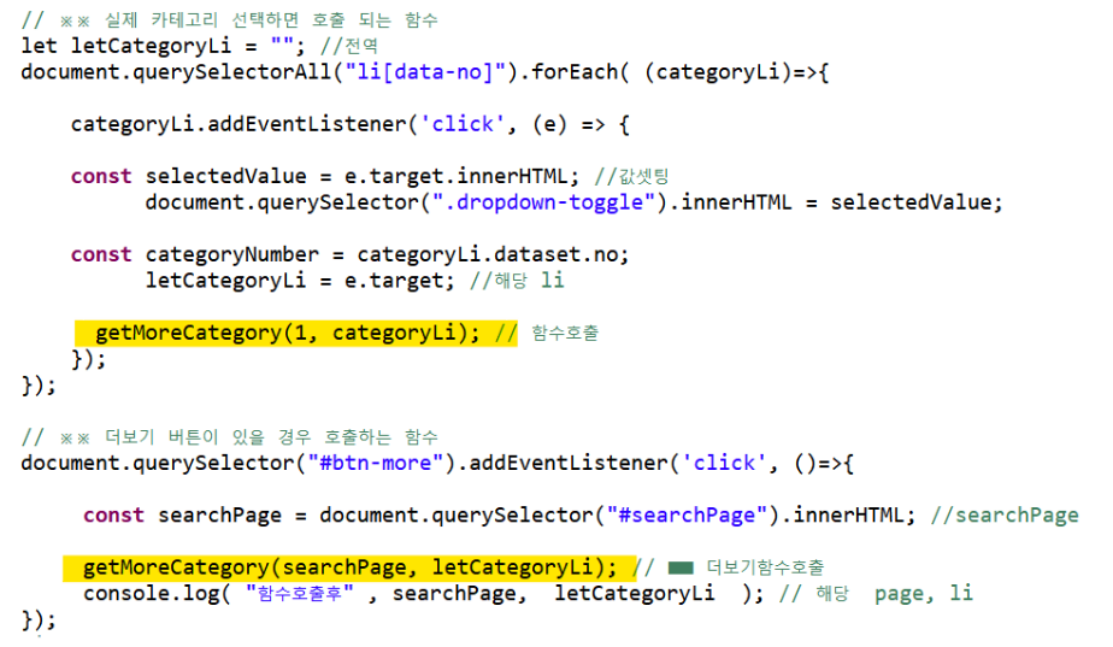 // ※※ 실제 카테고리 선택하면 호출 되는 함수
let letCategoryLi = ""; //전역
document.querySelectorAll("li[data-no]").forEach( (categoryLi)=>{
categoryLi.addEventListener('click', (e) => {
const selectedValue = e.target.innerHTML; //값셋팅
document.querySelector(".dropdown-toggle").innerHTML = selectedValue;
const categoryNumber = categoryLi.dataset.no;
letCategoryLi = e.target; //해당 li
getMoreCategory(1, categoryLi); // 함수호출
});
});
// ※※ 더보기 버튼이 있을 경우 호출하는 함수
document.querySelector("#btn-more").addEventListener('click', ()=>{
const searchPage = document.querySelector("#searchPage").innerHTML; //searchPage
getMoreCategory(searchPage, letCategoryLi); // ■■ 더보기함수호출
console.log( "함수호출후" , searchPage, letCategoryLi ); // 해당 page, li
});